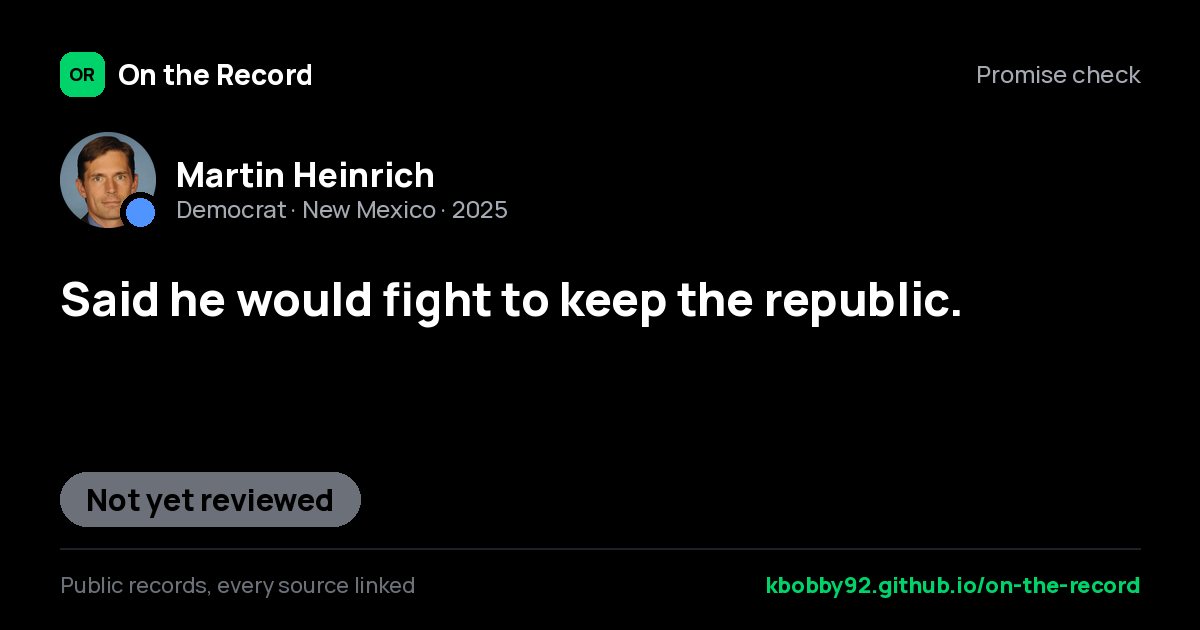 OR On the Record
Promise check
Martin Heinrich
Democrat · New Mexico · 2025
Said he would fight to keep the republic.
Not yet reviewed
Public records, every source linked
kbobby92.github.io/on-the-record